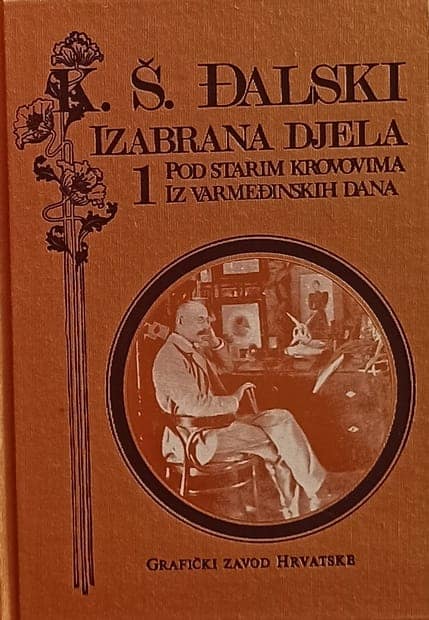 K. Š. ĐALSKI
IZABRANA DJELA
1 POD STARIM KROVOVIMA
IZ VARMEĐINSKIH DANA
GRAFIČKI ZAVOD HRVATSKE